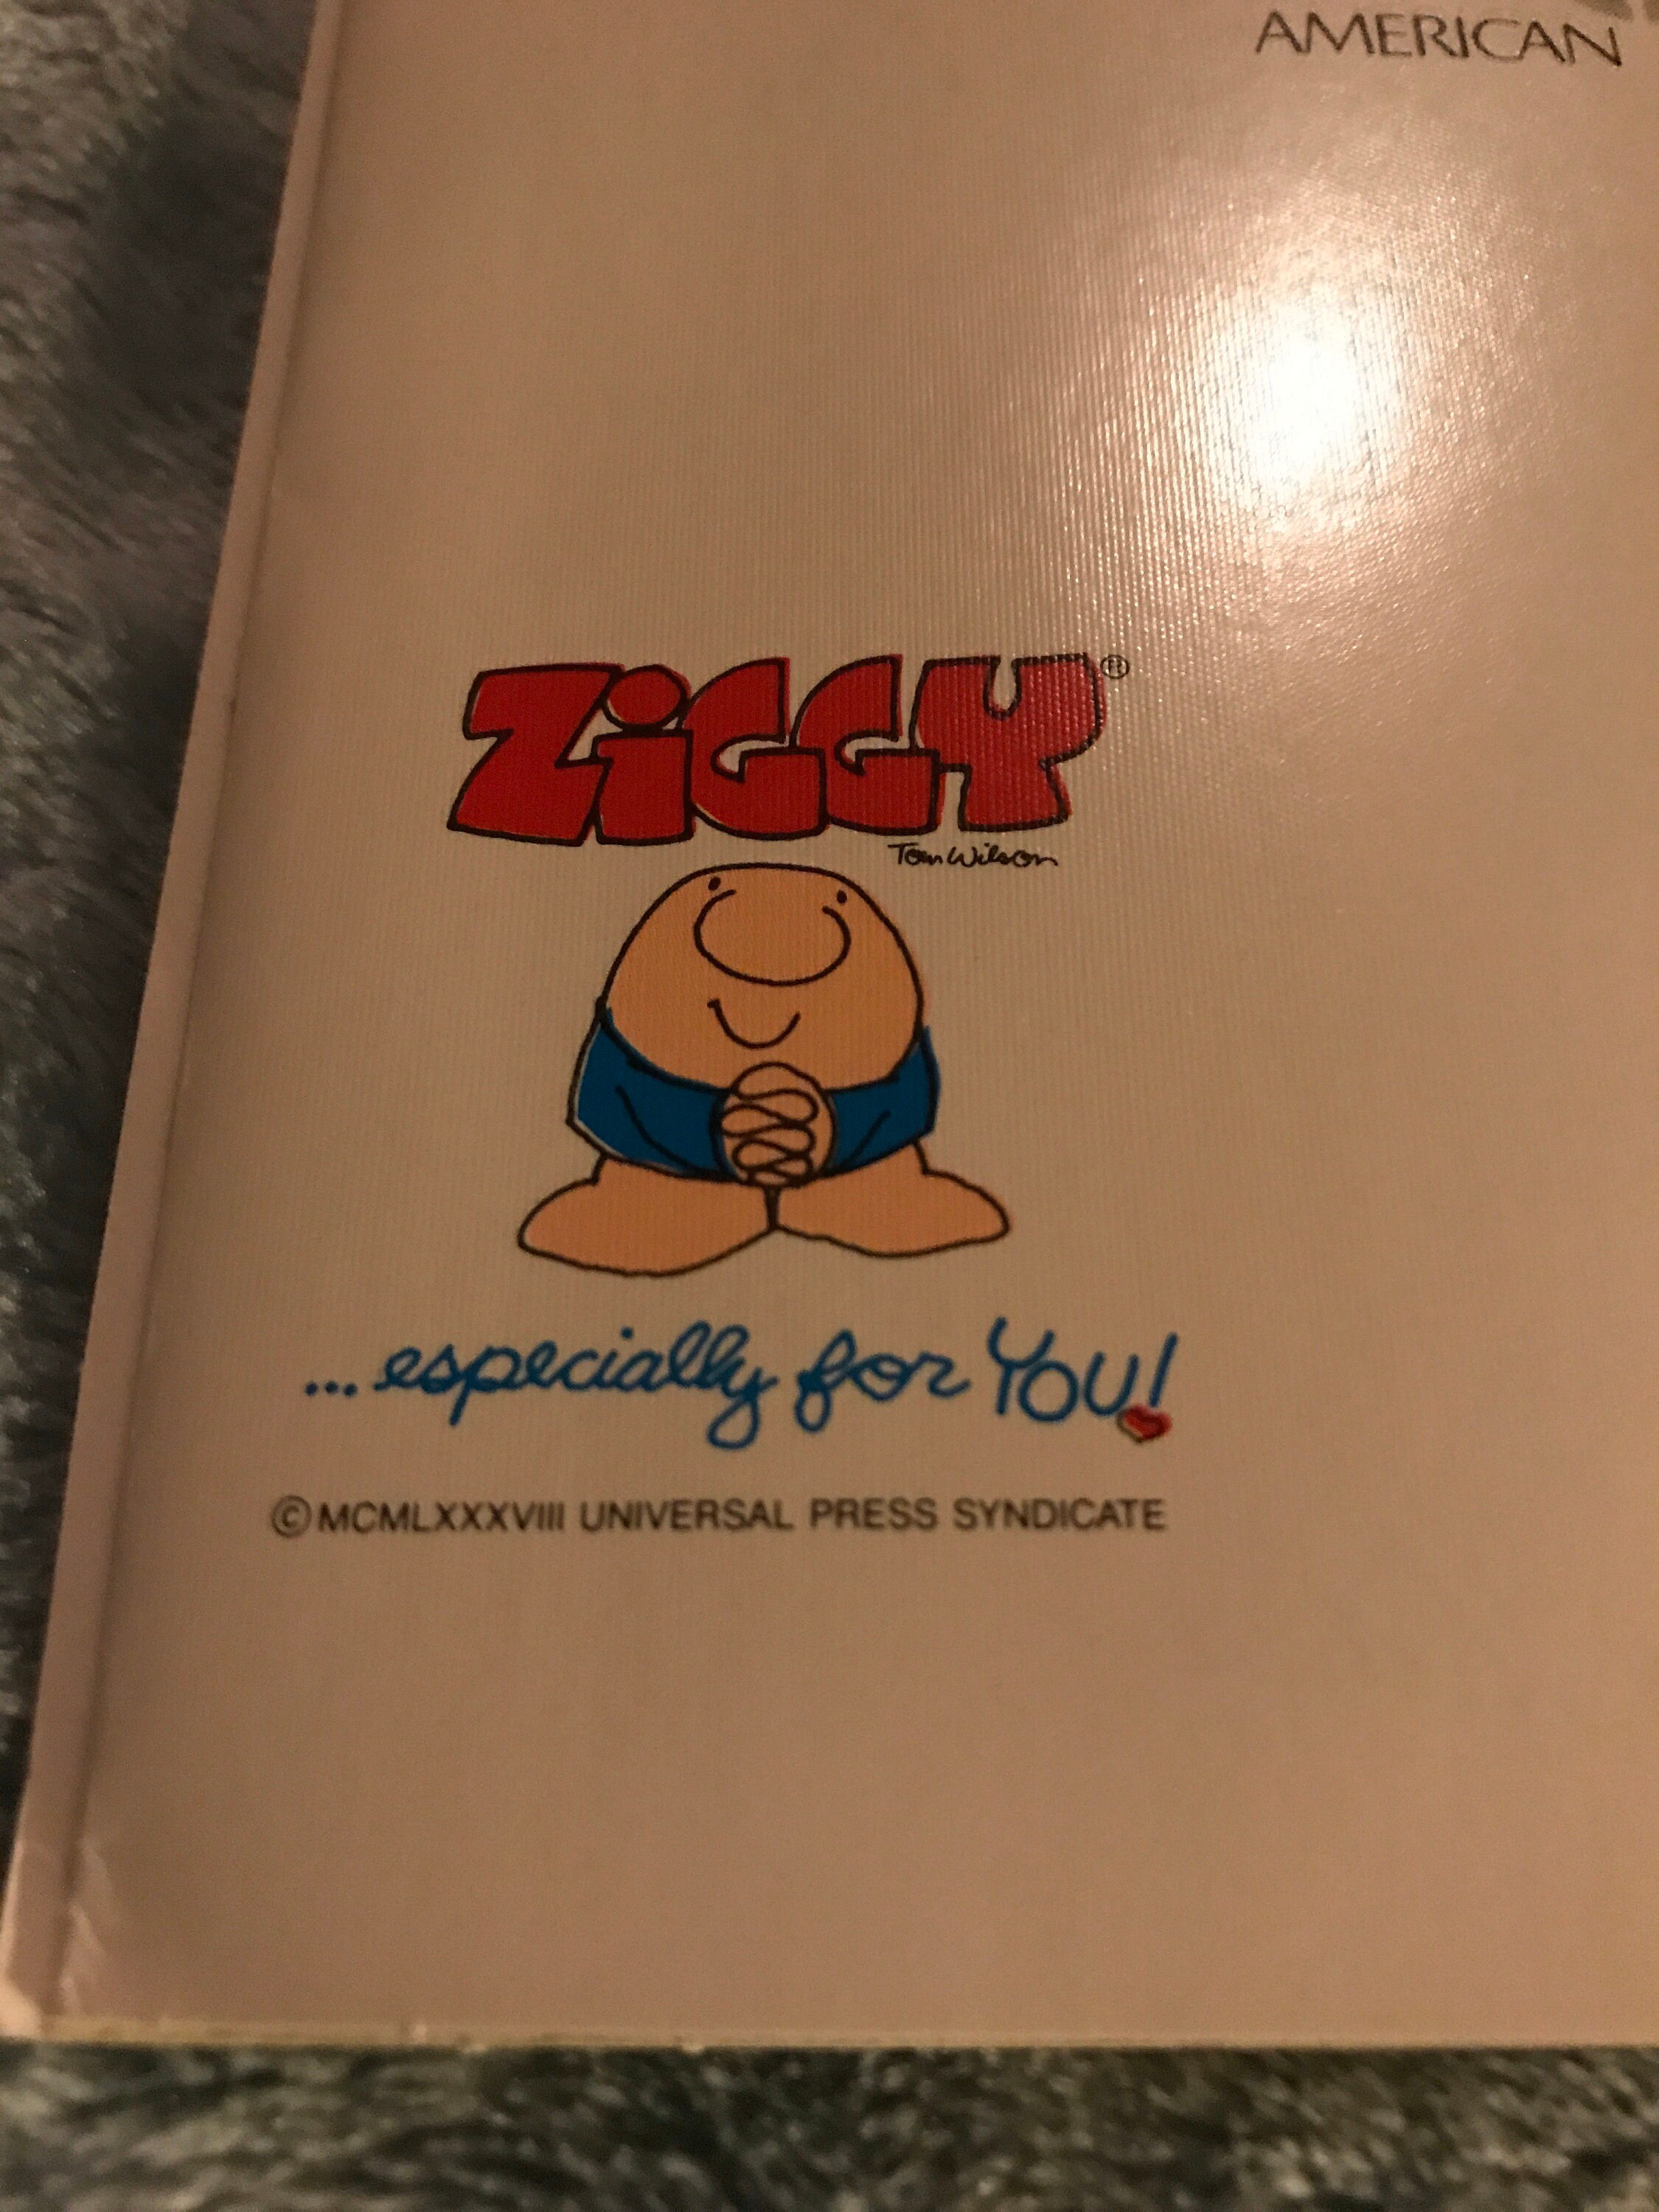 AMERICAN
ZiGGY®
Tom Wilson
... especially for YOU!
©MCMLXXXVIII UNIVERSAL PRESS SYNDICATE